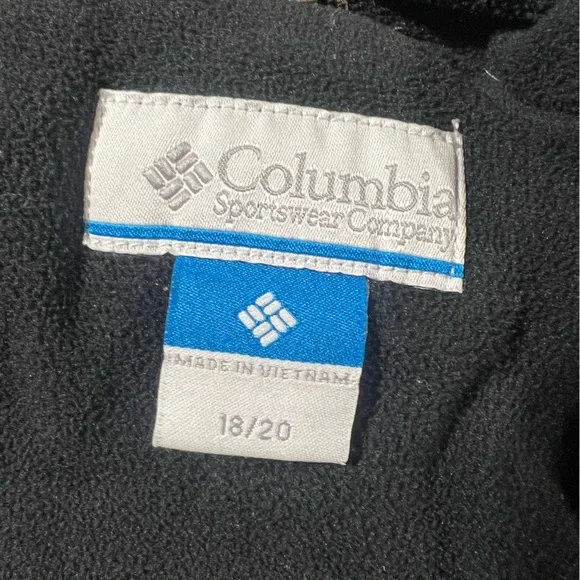 Columbia
Sportswear Company
MADE IN VIETNAM
18/20